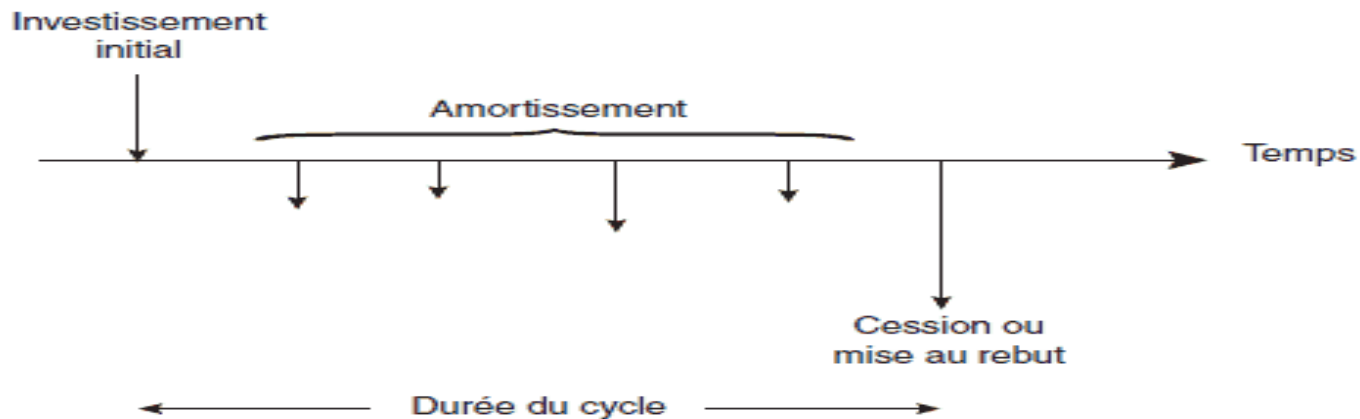 Investissement
initial
Amortissement
Temps
Cession ou
mise au rebut
Durée du cycle